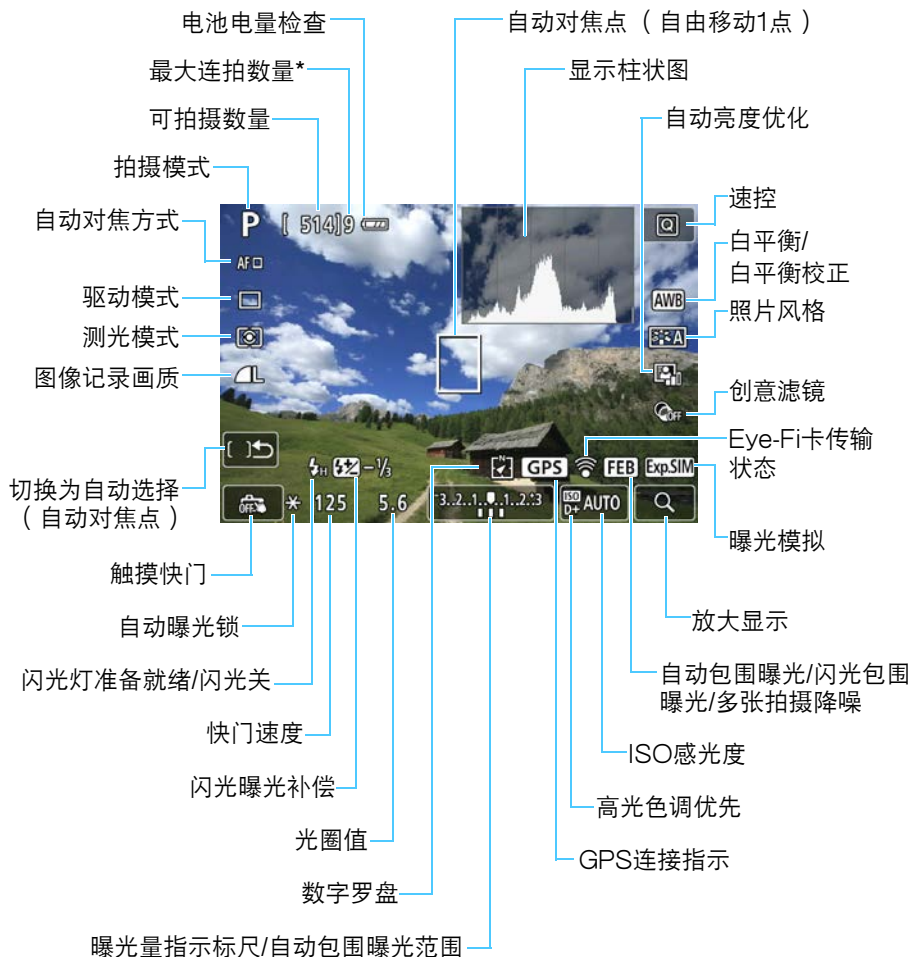 电池电量检查
自动对焦点（自由移动1点）
最大连拍数量*
显示柱状图
可拍摄数量
自动亮度优化
拍摄模式
速控
自动对焦方式
白平衡/
白平衡校正
驱动模式
照片风格
测光模式
图像记录画质
创意滤镜
Eye-Fi卡传输
状态
切换为自动选择
（自动对焦点）
曝光模拟
触摸快门
放大显示
自动曝光锁
自动包围曝光/闪光包围
曝光/多张拍摄降噪
闪光灯准备就绪/闪光关
快门速度
ISO感光度
闪光曝光补偿
高光色调优先
光圈值
GPS连接指示
数字罗盘
曝光量指示标尺/自动包围曝光范围
P [ 514]9
Q
AF
AWB
A
L
OFF
N GPS FEB Exp.SIM
H -1/3
OFF * 125 5.6 -3..2..1..1..2..3 ISO D+ AUTO